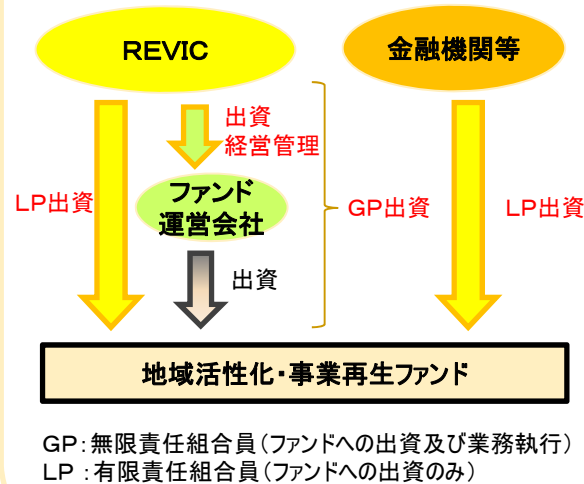 REVIC
金融機関等
出資
経営管理
LP出資
ファンド
運営会社
GP出資
LP出資
出資
地域活性化・事業再生ファンド
GP：無限責任組合員（ファンドへの出資及び業務執行）
LP：有限責任組合員（ファンドへの出資のみ）